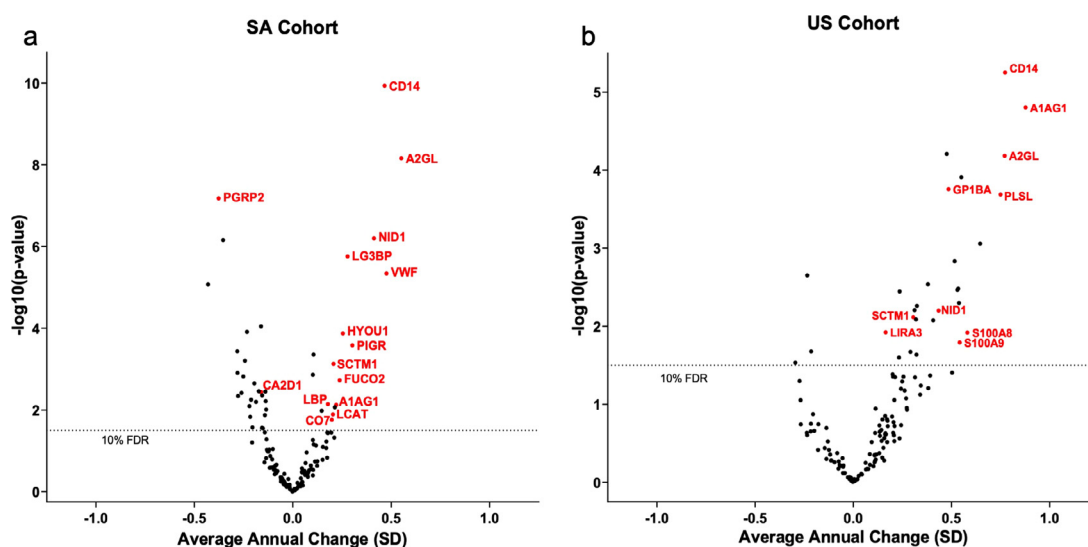 a
SA Cohort
-log10(p-value)
10
8
6
4
2
0
CD14
A2GL
PGRP2
NID1
LG3BP
VWF
HYOU1
PIGR
SCTM1
FUCO2
CA2D1
LBP
A1AG1
LCAT
CO7
10% FDR
-1.0 -0.5 0.0 0.5 1.0
Average Annual Change (SD)
b
US Cohort
-log10(p-value)
5
4
3
2
1
0
CD14
A1AG1
A2GL
GP1BA
PLSL
NID1
SCTM1
LIRA3
S100A8
S100A9
10% FDR
-1.0 -0.5 0.0 0.5 1.0
Average Annual Change (SD)